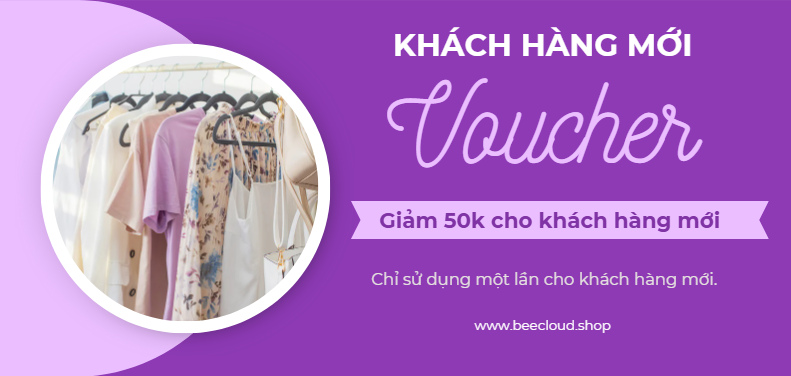 KHÁCH HÀNG MỚI
Voucher
Giảm 50k cho khách hàng mới
Chỉ sử dụng một lần cho khách hàng mới.
www.beecloud.shop